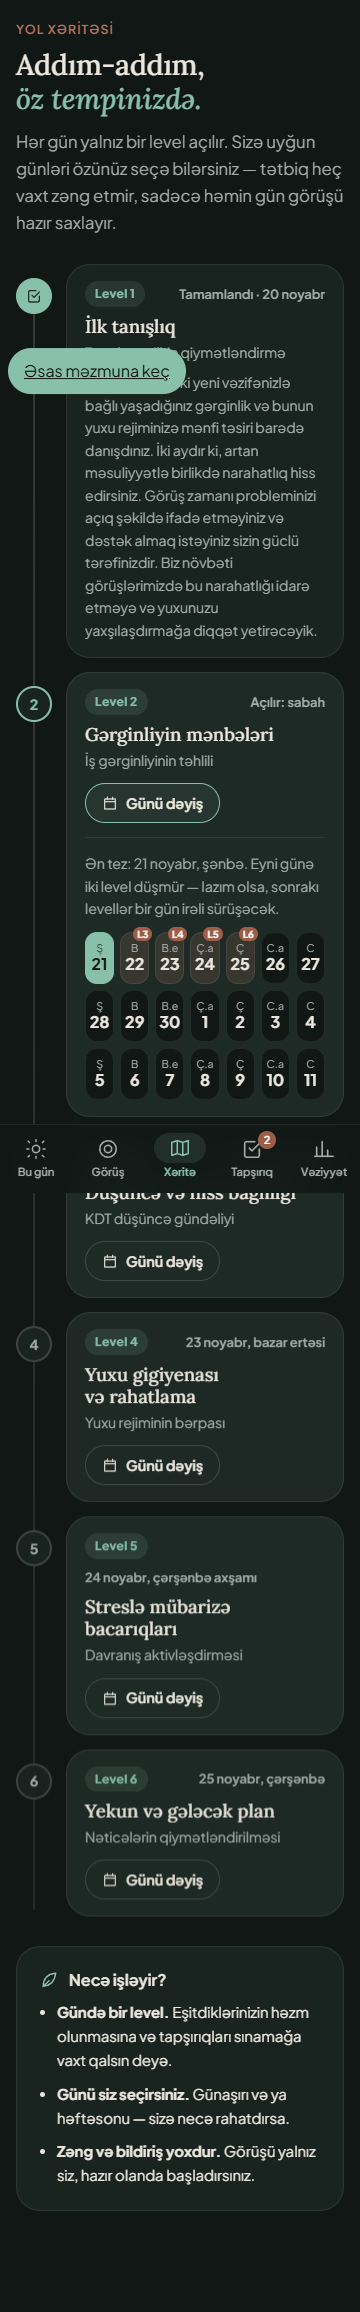 YOL XƏRİTƏSİ
Addım-addım,
öz tempinizdə.
Hər gün yalnız bir level açılır. Sizə uyğun
günləri özünüz seçə bilərsiniz — tətbiq heç
vaxt zəng etmir, sadəcə həmin gün görüşü
hazır saxlayır.
Level 1
Tamamlandı · 20 noyabr
İlk tanışlıq
qiymətləndirmə
Əsas məzmuna keç
yeni vəzifənizlə
bağlı yaşadığınız gərginlik və bunun
yuxu rejiminizə mənfi təsiri barədə
danışdınız. İki aydır ki, artan
məsuliyyətlə birlikdə narahatlıq hiss
edirsiniz. Görüş zamanı probleminizi
açıq şəkildə ifadə etməyiniz və
dəstək almaq istəyiniz sizin güclü
tərəfinizdir. Biz növbəti
görüşlərimizdə bu narahatlığı idarə
etməyə və yuxunuzu
yaxşılaşdırmağa diqqət yetirəcəyik.
2
Level 2
Açılır: sabah
Gərginliyin mənbələri
İş gərginliyinin təhlili
Günü dəyiş
Ən tez: 21 noyabr, şənbə. Eyni günə
iki level düşmür — lazım olsa, sonrakı
levellər bir gün irəli sürüşəcək.
L3 L4 L5 L6
Ş B B.e Ç.a Ç C.a C
21 22 23 24 25 26 27
Ş B B.e Ç.a Ç C.a C
28 29 30 1 2 3 4
Ş B B.e Ç.a Ç C.a C
5 6 7 8 9 10 11
2
Bu gün Görüş Xəritə Tapşırıq Vəziyyət
Düşüncə və hiss bağlılığı
KDT düşüncə gündəliyi
Günü dəyiş
4
Level 4
23 noyabr, bazar ertəsi
Yuxu gigiyenası
və rahatlama
Yuxu rejiminin bərpası
Günü dəyiş
5
Level 5
24 noyabr, çərşənbə axşamı
Streslə mübarizə
bacarıqları
Davranış aktivləşdirməsi
Günü dəyiş
6
Level 6
25 noyabr, çərşənbə
Yekun və gələcək plan
Nəticələrin qiymətləndirilməsi
Günü dəyiş
Necə işləyir?
• Gündə bir level. Eşitdiklərinizin həzm
olunmasına və tapşırıqları sınamağa
vaxt qalsın deyə.
• Günü siz seçirsiniz. Günaşırı və ya
həftəsonu — sizə necə rahatdırsa.
• Zəng və bildiriş yoxdur. Görüşü yalnız
siz, hazır olanda başladırsınız.